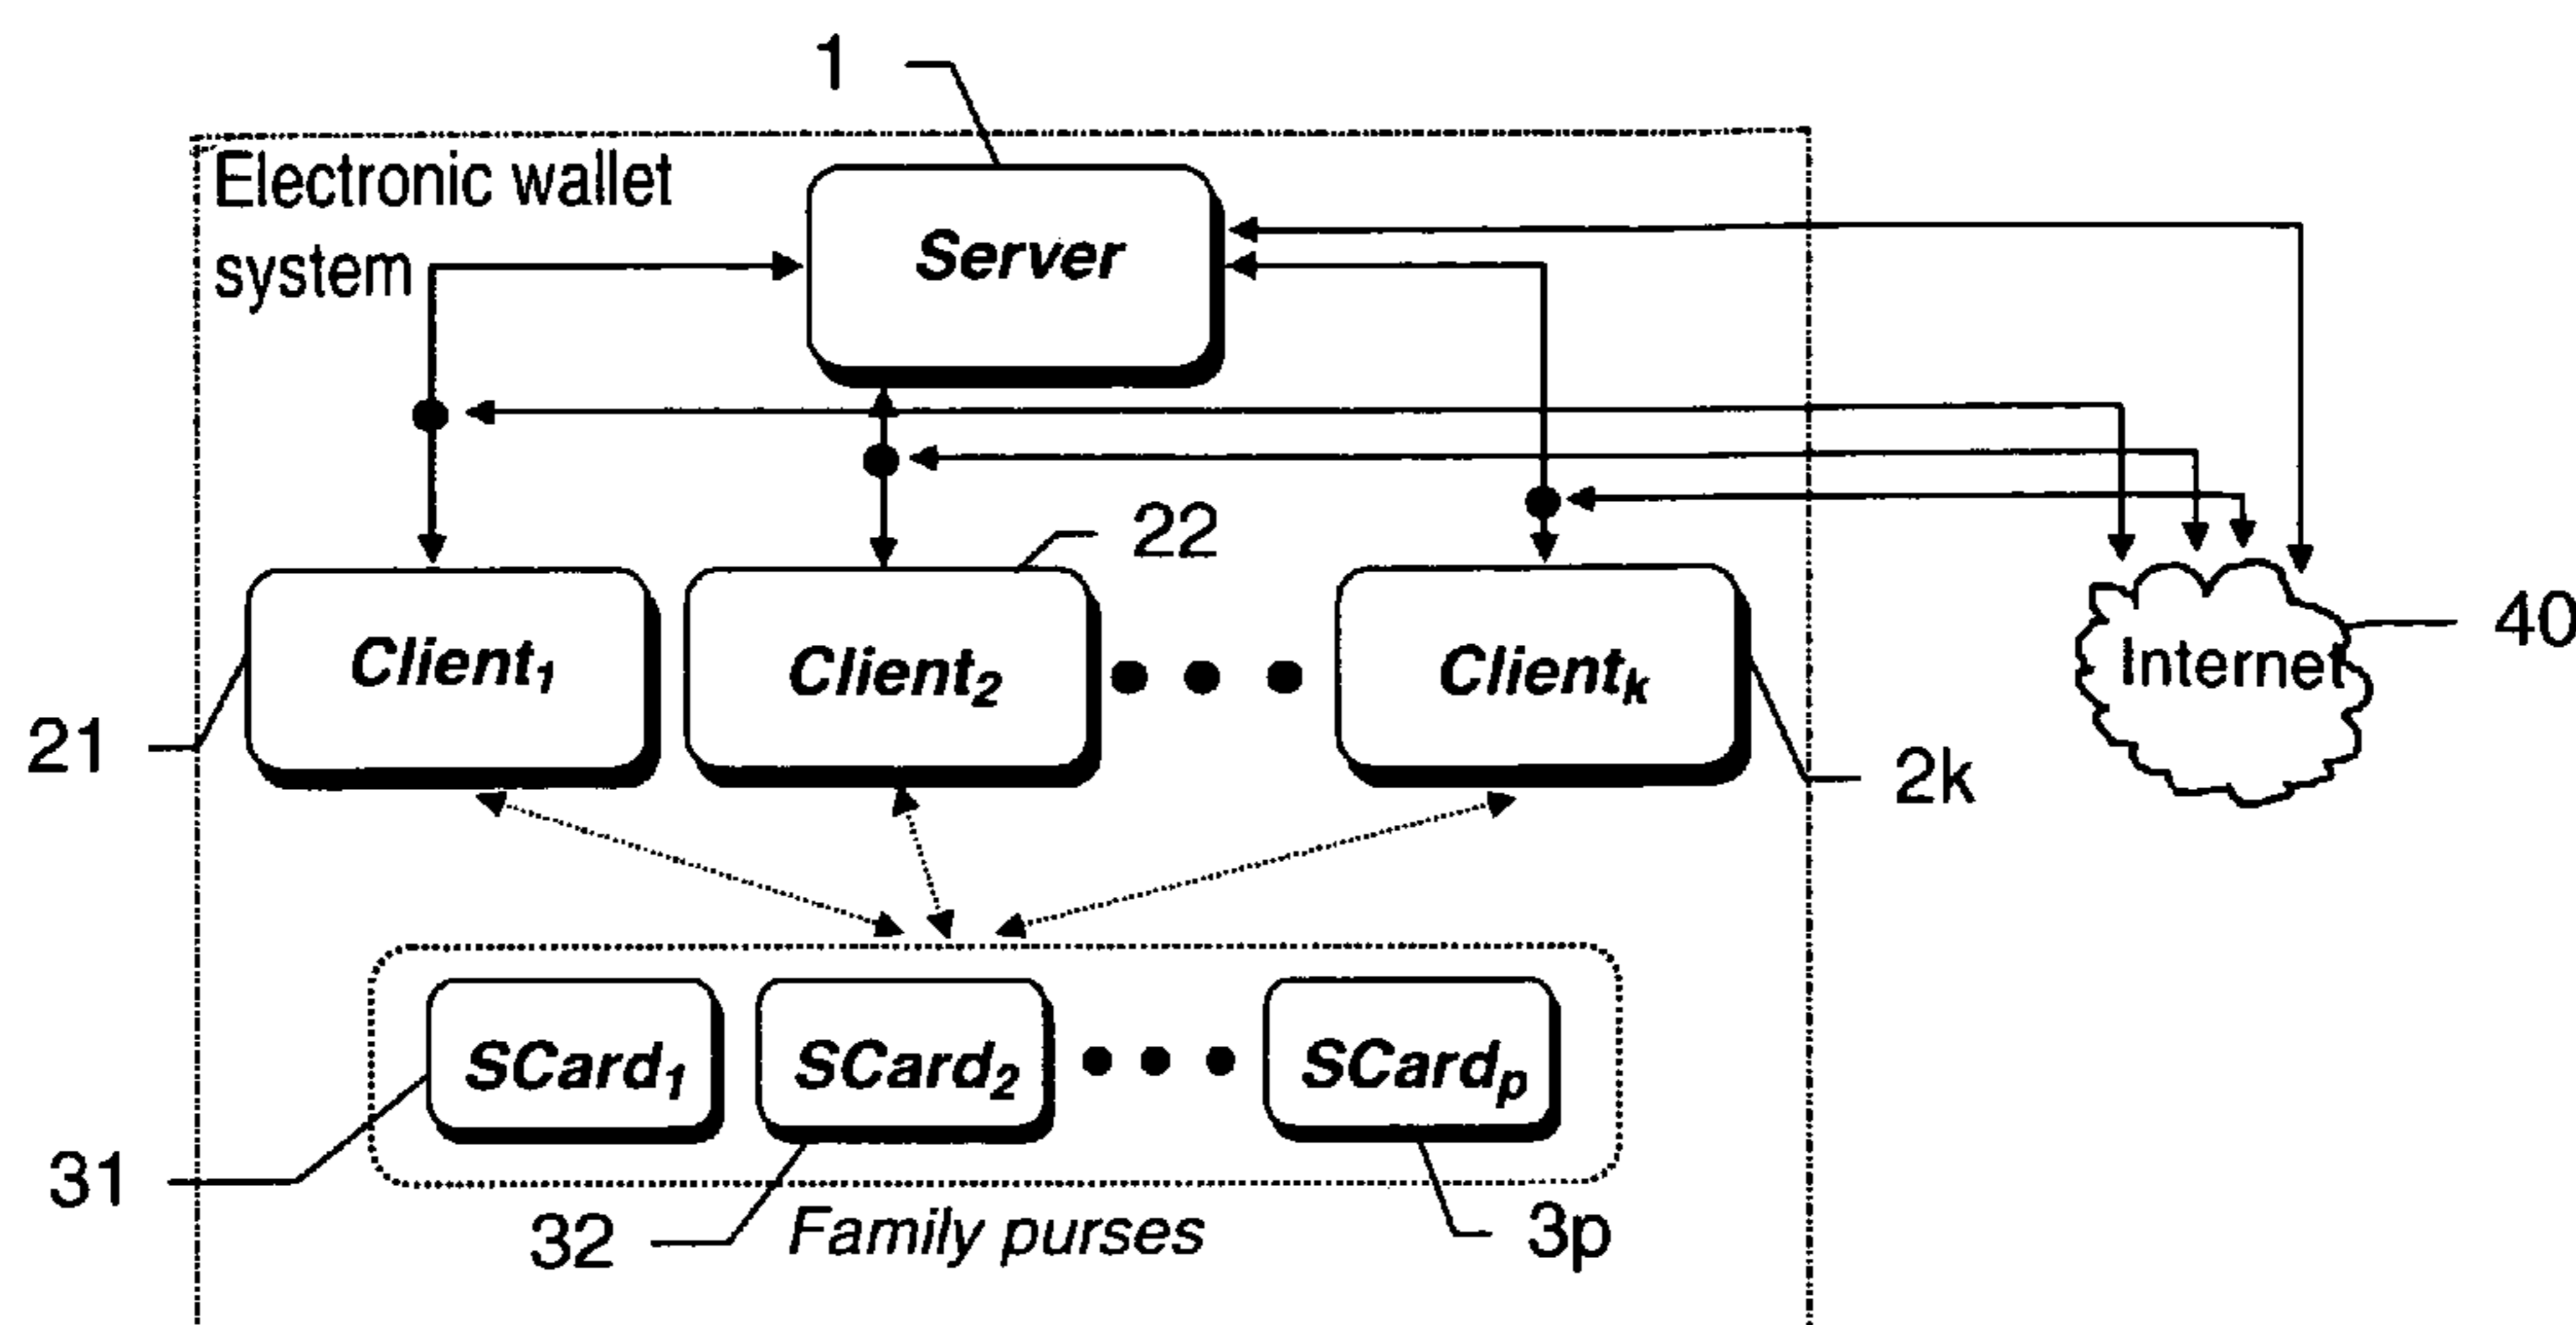 1
Electronic wallet
system
Server
22
Client₁
Client₂
Clientₖ
Internet
40
21
2k
SCard₁
SCard₂
SCardₚ
31
32
Family purses
3p